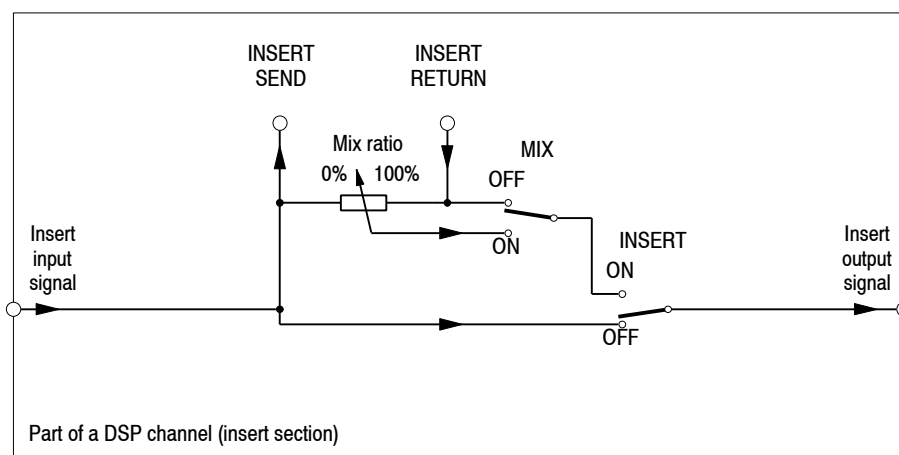 INSERT
SEND
INSERT
RETURN
Mix ratio
0% 100%
MIX
OFF
ON
INSERT
ON
OFF
Insert
input
signal
Insert
output
signal
Part of a DSP channel (insert section)